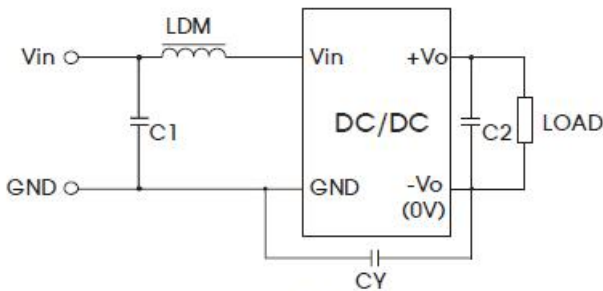 LDM
Vin
Vin
+Vo
C1
DC/DC
C2
LOAD
GND
GND
-Vo
(0V)
CY